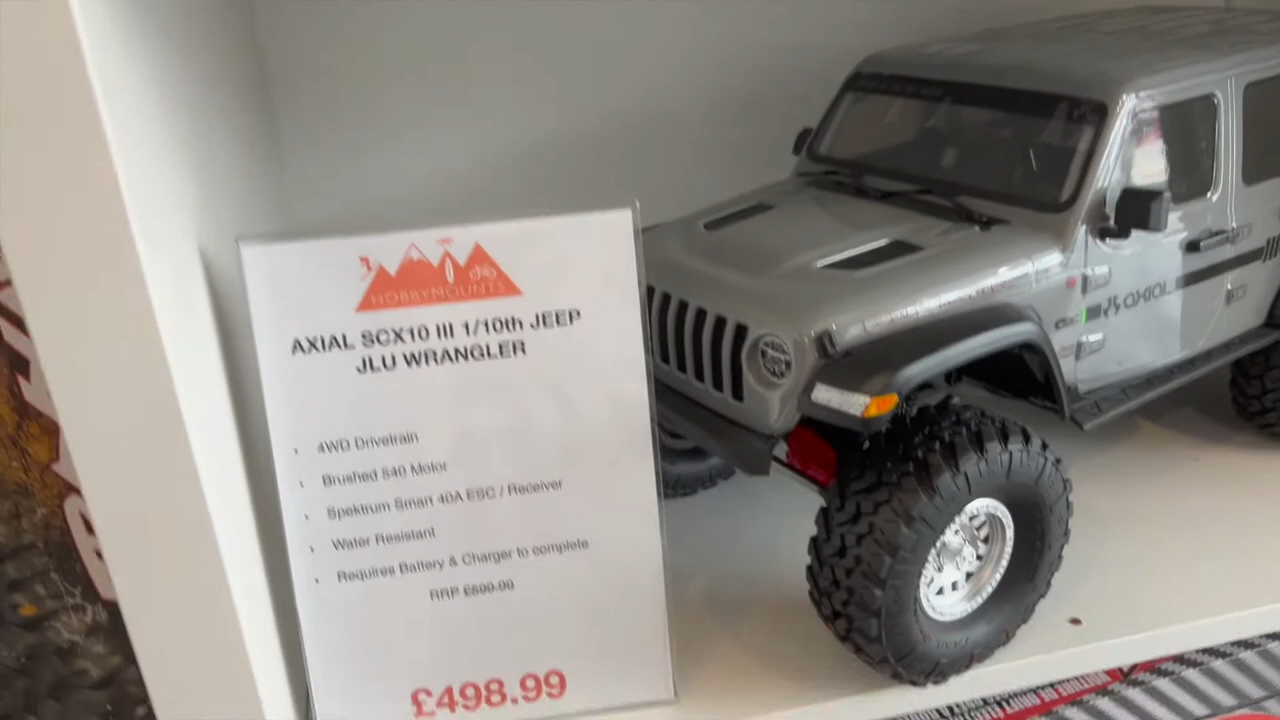 HOBBYMOUNTS
AXIAL SCX10 III 1/10th JEEP
JLU WRANGLER
4WD Drivetrain
Brushed 540 Motor
Spektrum Smart 40A ESC / Receiver
Water Resistant
Requires Battery & Charger to complete
RRP £599.99
£498.99
AXIAL